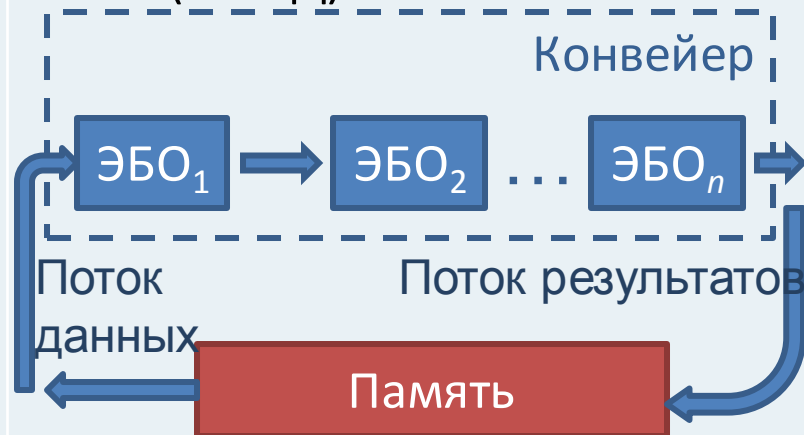 Конвейер
ЭБО1 ЭБО2 ... ЭБОn
Поток
данных
Поток результатов
Память